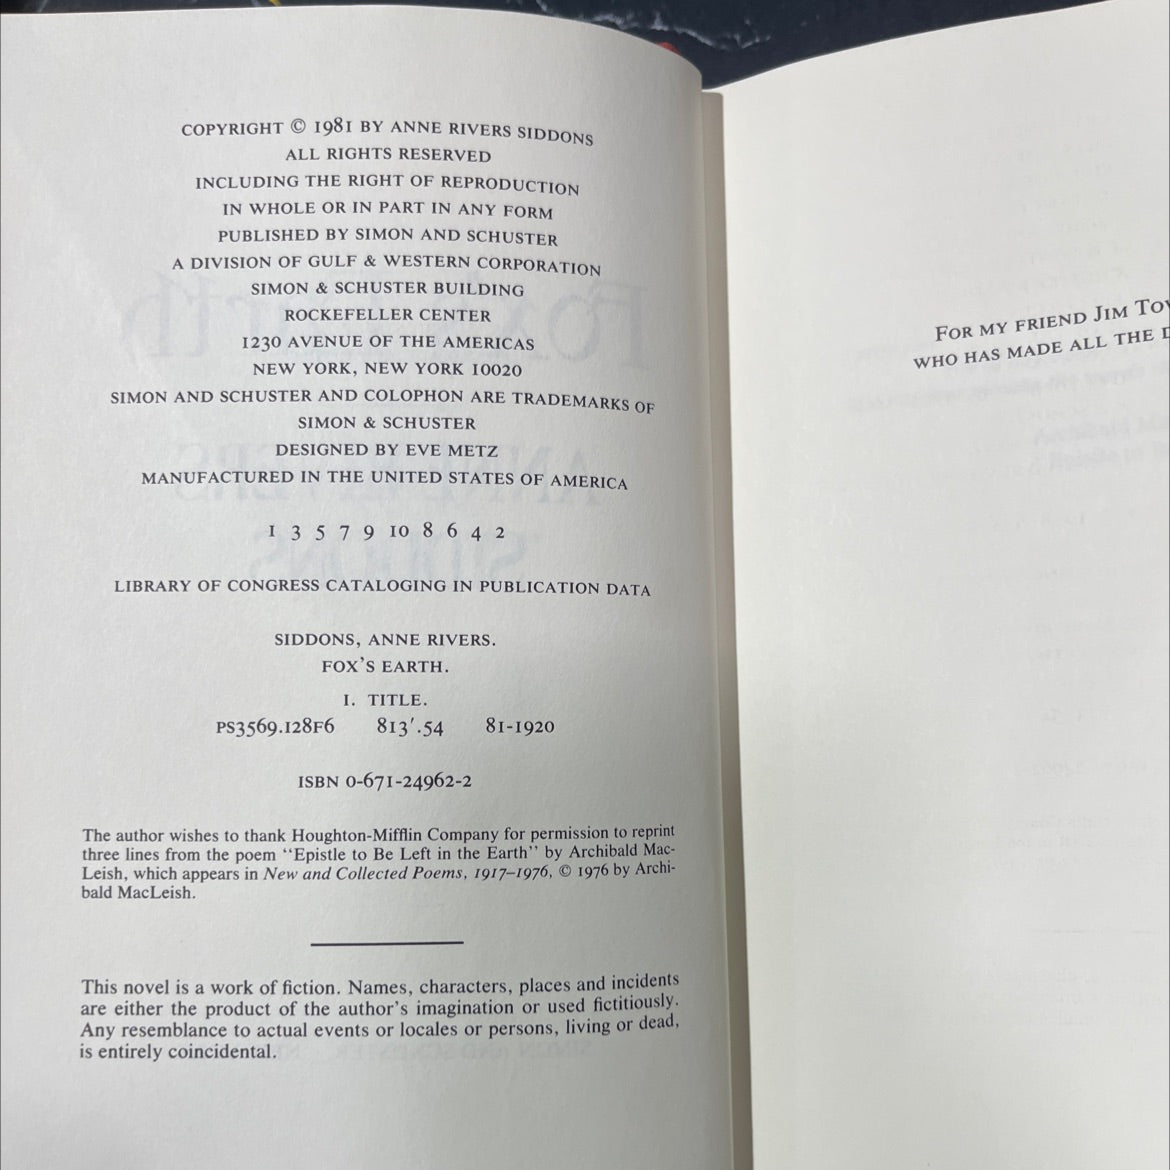 COPYRIGHT © 1981 BY ANNE RIVERS SIDDONS
ALL RIGHTS RESERVED
INCLUDING THE RIGHT OF REPRODUCTION
IN WHOLE OR IN PART IN ANY FORM
PUBLISHED BY SIMON AND SCHUSTER
A DIVISION OF GULF & WESTERN CORPORATION
SIMON & SCHUSTER BUILDING
ROCKEFELLER CENTER
1230 AVENUE OF THE AMERICAS
NEW YORK, NEW YORK 10020
SIMON AND SCHUSTER AND COLOPHON ARE TRADEMARKS OF
SIMON & SCHUSTER
DESIGNED BY EVE METZ
MANUFACTURED IN THE UNITED STATES OF AMERICA
1 3 5 7 9 10 8 6 4 2
LIBRARY OF CONGRESS CATALOGING IN PUBLICATION DATA
SIDDONS, ANNE RIVERS.
FOX'S EARTH.
I. TITLE.
PS3569.I28F6 813'.54 81-1920
ISBN 0-671-24962-2
The author wishes to thank Houghton-Mifflin Company for permission to reprint
three lines from the poem "Epistle to Be Left in the Earth" by Archibald Mac-
Leish, which appears in New and Collected Poems, 1917–1976, © 1976 by Archi-
bald MacLeish.
This novel is a work of fiction. Names, characters, places and incidents
are either the product of the author's imagination or used fictitiously.
Any resemblance to actual events or locales or persons, living or dead,
is entirely coincidental.
FOR MY FRIEND JIM
WHO HAS MADE ALL THE